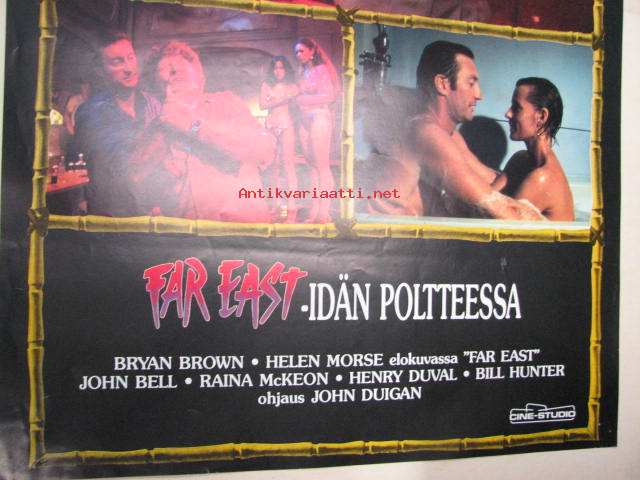 Antikvariaatti.net
FAR EAST -IDÄN POLTTEESSA
BRYAN BROWN • HELEN MORSE elokuvassa "FAR EAST"
JOHN BELL • RAINA McKEON • HENRY DUVAL • BILL HUNTER
ohjaus JOHN DUIGAN
CINE-STUDIO